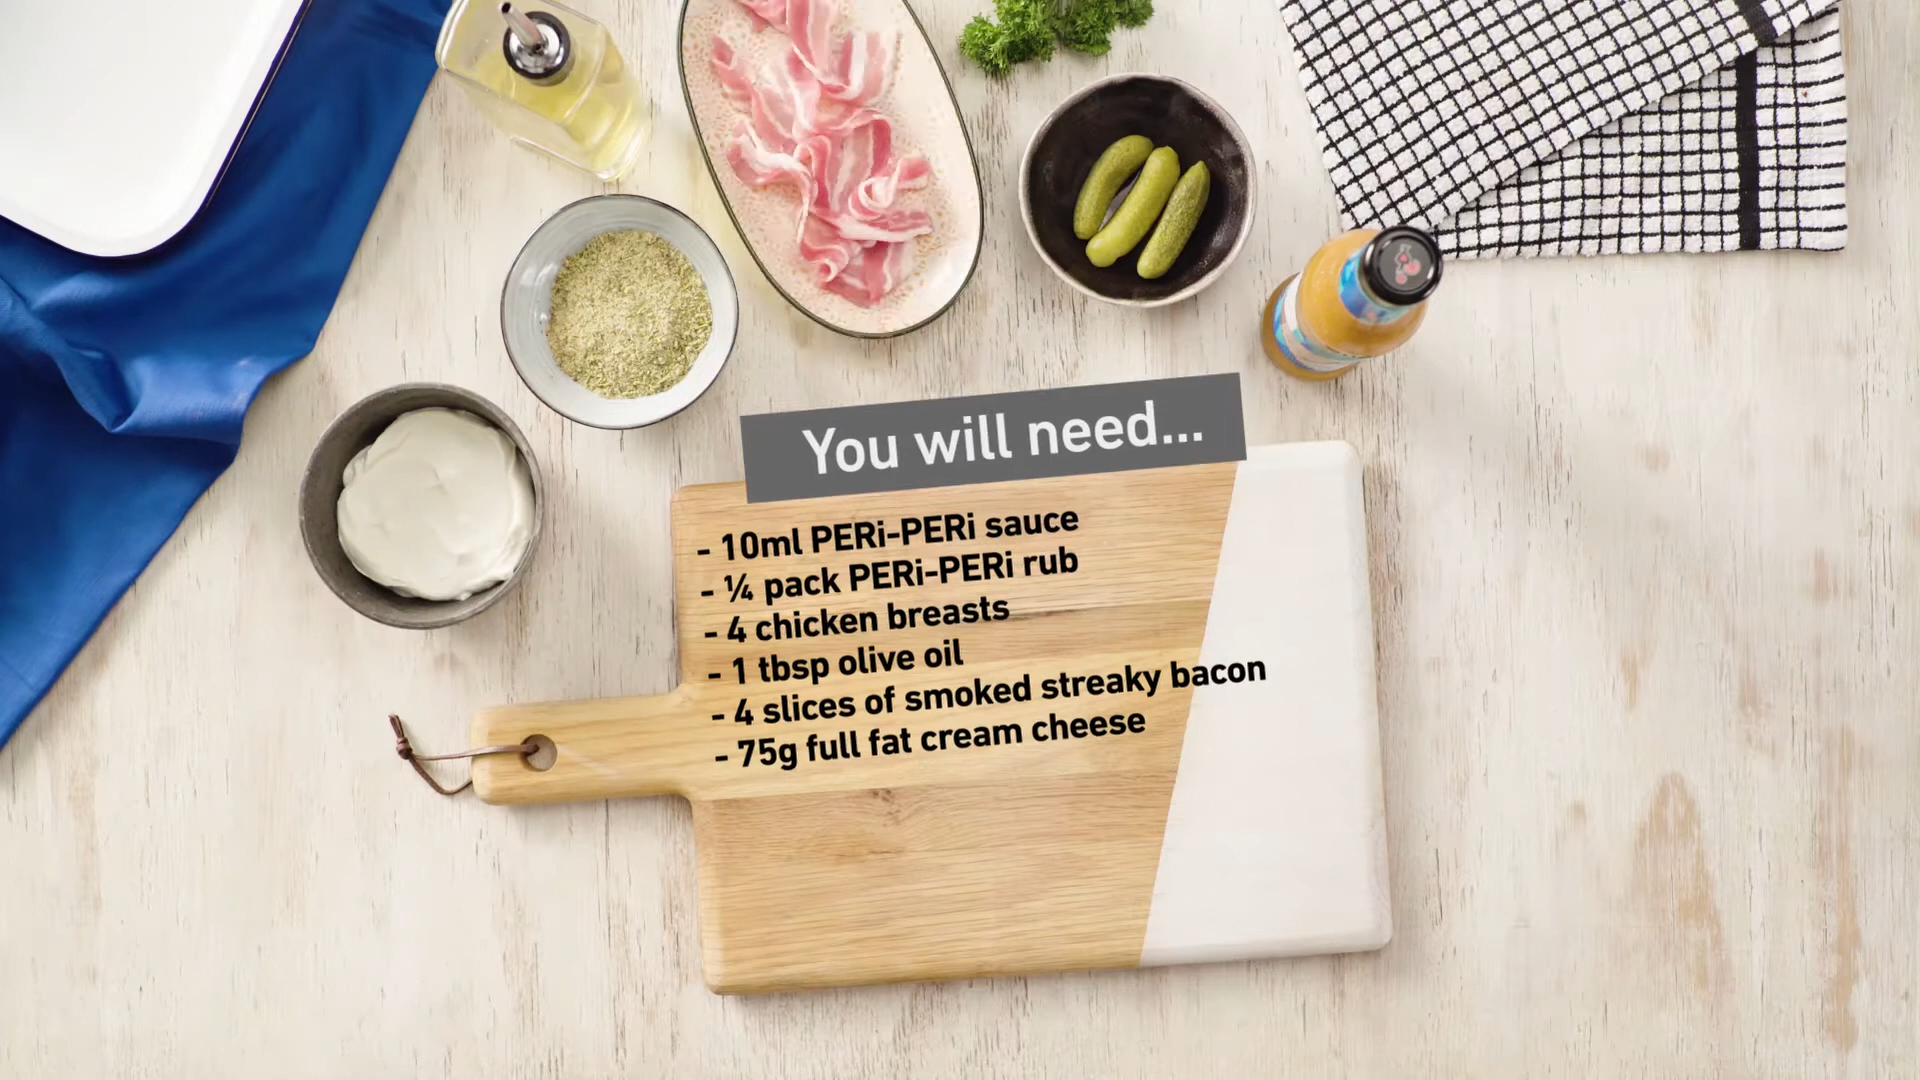 You will need...
- 10ml PERi-PERi sauce
- ¼ pack PERi-PERi rub
- 4 chicken breasts
- 1 tbsp olive oil
- 4 slices of smoked streaky bacon
- 75g full fat cream cheese